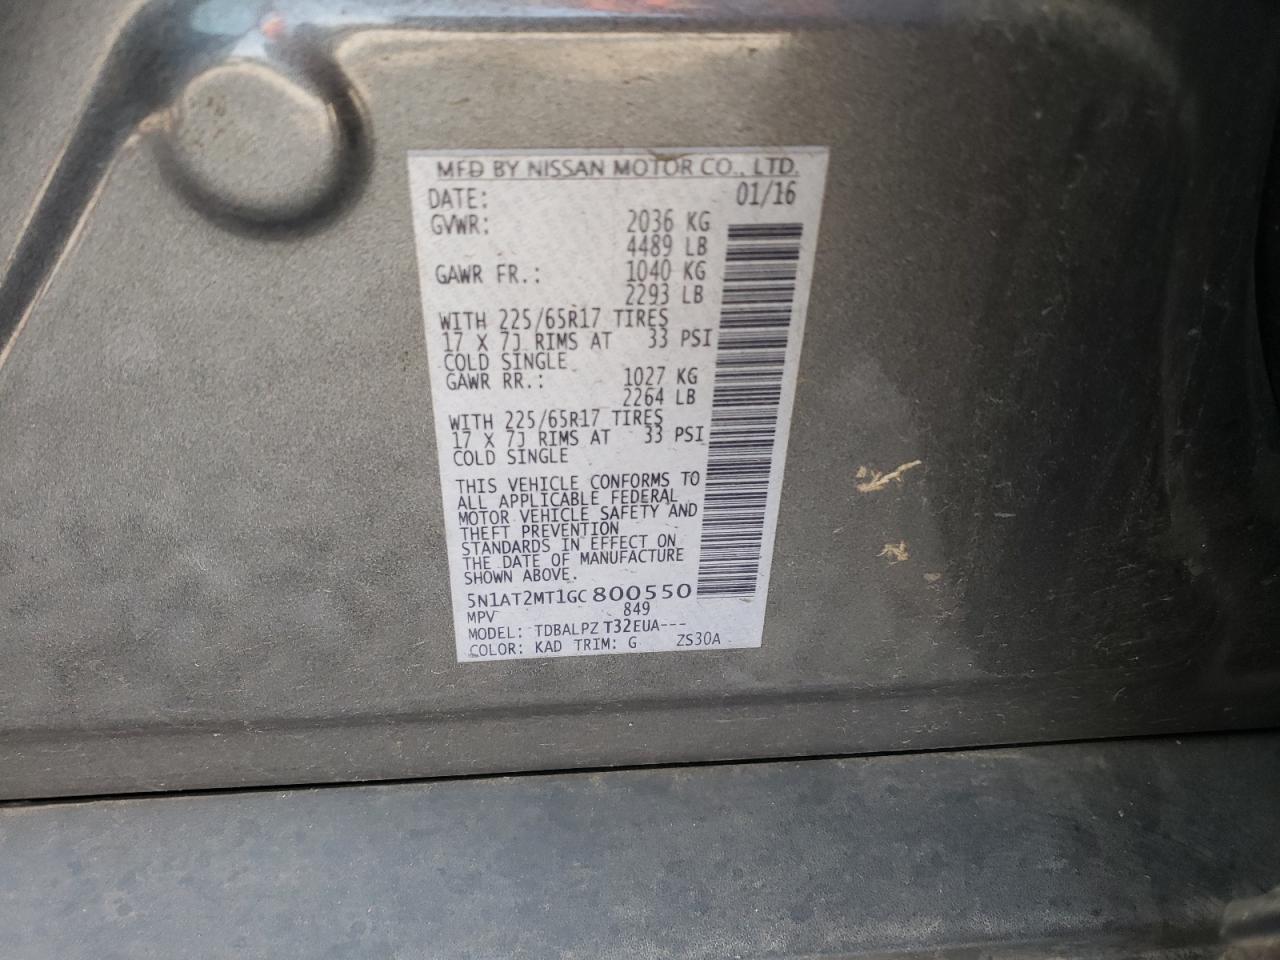 MFD BY NISSAN MOTOR CO., LTD.
DATE: 01/16
GVWR: 2036 KG
4489 LB
GAWR FR.: 1040 KG
2293 LB
WITH 225/65R17 TIRES
17 X 7J RIMS AT 33 PSI
COLD SINGLE
GAWR RR.: 1027 KG
2264 LB
WITH 225/65R17 TIRES
17 X 7J RIMS AT 33 PSI
COLD SINGLE
THIS VEHICLE CONFORMS TO
ALL APPLICABLE FEDERAL
MOTOR VEHICLE SAFETY AND
THEFT PREVENTION
STANDARDS IN EFFECT ON
THE DATE OF MANUFACTURE
SHOWN ABOVE.
5N1AT2MT1GC800550
MPV 849
MODEL: TDBALPZ T32EUA---
COLOR: KAD TRIM: G ZS30A